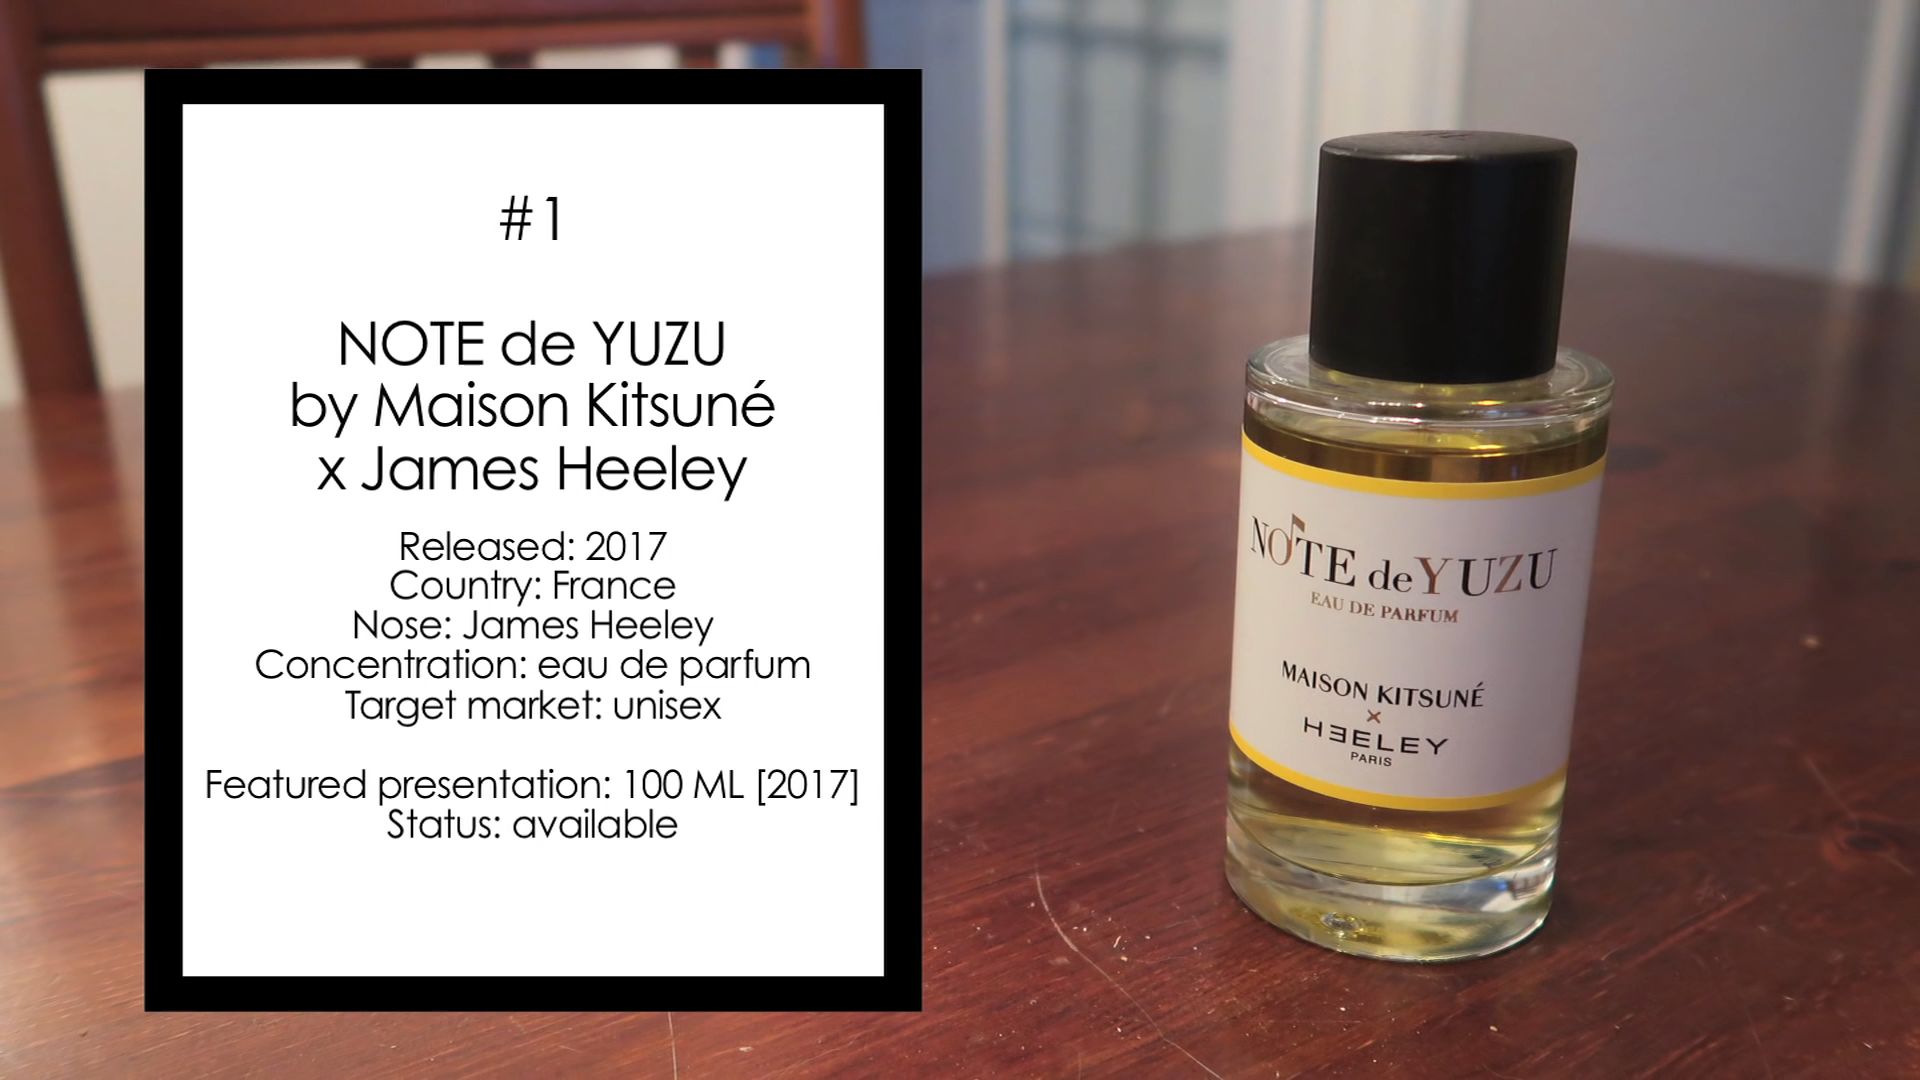 #1
NOTE de YUZU
by Maison Kitsuné
x James Heeley
Released: 2017
Country: France
Nose: James Heeley
Concentration: eau de parfum
Target market: unisex
Featured presentation: 100 ML [2017]
Status: available
NOTE de YUZU
EAU DE PARFUM
MAISON KITSUNÉ
x
HEELEY
PARIS